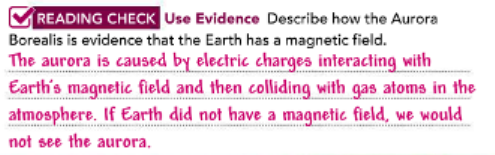 READING CHECK Use Evidence Describe how the Aurora
Borealis is evidence that the Earth has a magnetic field.
The aurora is caused by electric charges interacting with
Earth's magnetic field and then colliding with gas atoms in the
atmosphere. If Earth did not have a magnetic field, we would
not see the aurora.